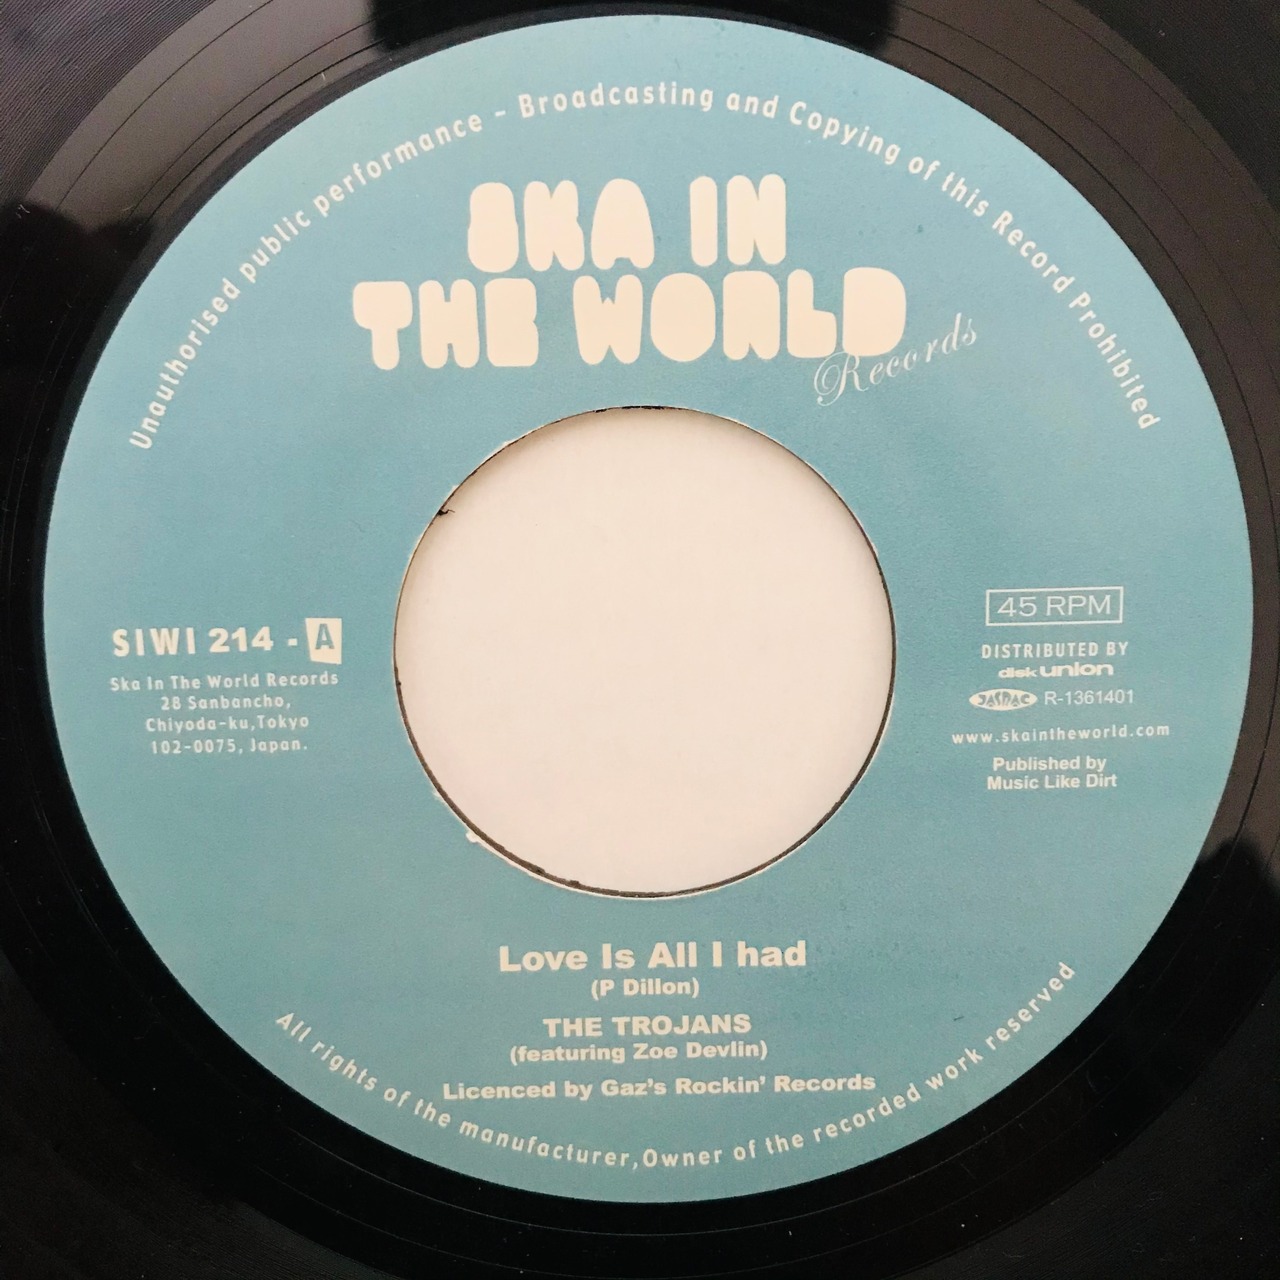 Unauthorised public performance - Broadcasting and Copying of this Record Prohibited
SKA IN
THE WORLD
Records
SIWI 214 - A
Ska In The World Records
28 Sanbancho,
Chiyoda-ku,Tokyo
102-0075, Japan.
45 RPM
DISTRIBUTED BY
disk union
JASRAC R-1361401
www.skaintheworld.com
Published by
Music Like Dirt
Love Is All I had
(P Dillon)
THE TROJANS
(featuring Zoe Devlin)
Licenced by Gaz's Rockin' Records
All rights of the manufacturer,Owner of the recorded work reserved